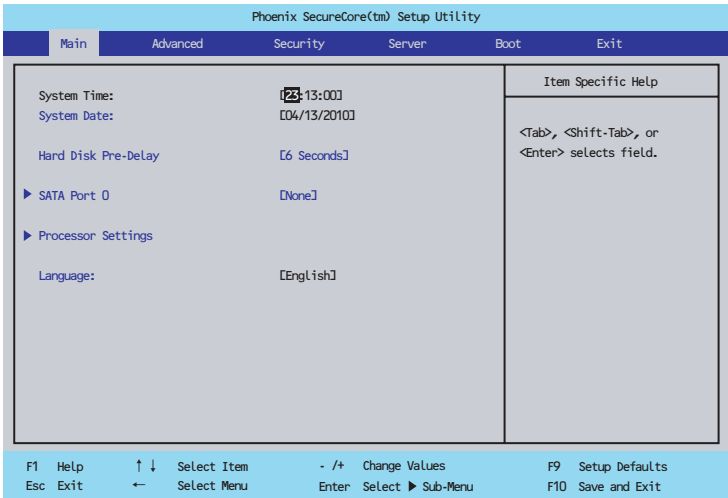 Phoenix SecureCore(tm) Setup Utility
Main Advanced Security Server Boot Exit
Item Specific Help
System Time: [23:13:00]
System Date: [04/13/2010]
<Tab>, <Shift-Tab>, or
<Enter> selects field.
Hard Disk Pre-Delay [6 Seconds]
▶ SATA Port 0 [None]
▶ Processor Settings
Language: [English]
F1 Help ↑↓ Select Item - /+ Change Values F9 Setup Defaults
Esc Exit ← Select Menu Enter Select ▶ Sub-Menu F10 Save and Exit